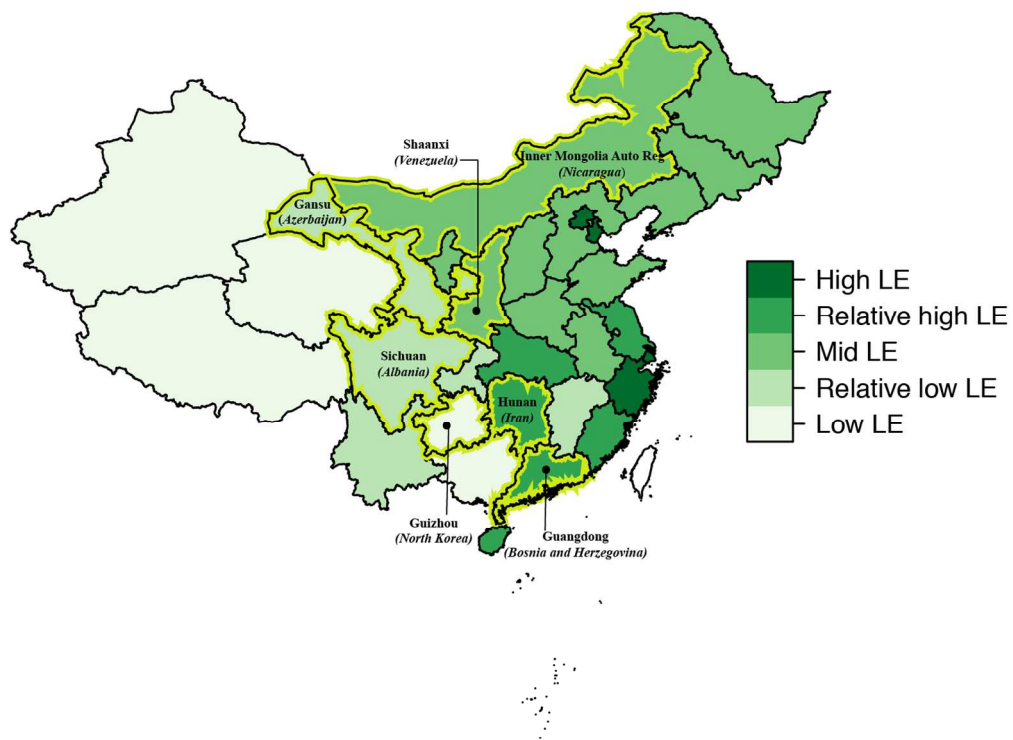 Shaanxi
(Venezuela)
Inner Mongolia Auto Reg
(Nicaragua)
Gansu
(Azerbaijan)
Sichuan
(Albania)
Hunan
(Iran)
Guizhou
(North Korea)
Guangdong
(Bosnia and Herzegovina)
High LE
Relative high LE
Mid LE
Relative low LE
Low LE